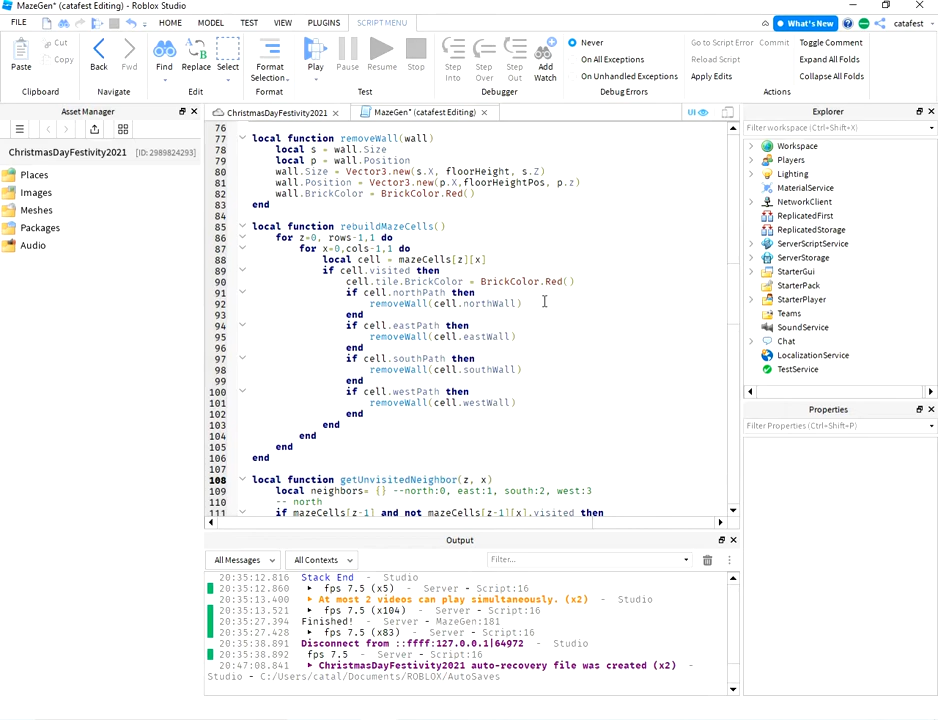 MazeGen* (catafest Editing) - Roblox Studio
FILE
HOME
MODEL
TEST
VIEW
PLUGINS
SCRIPT MENU
What's New
catafest
Paste
Cut
Copy
Clipboard
Back
Fwd
Navigate
Find
Replace
Select
Edit
Format
Selection
Format
Play
Pause
Resume
Stop
Test
Step
Into
Step
Over
Step
Out
Add
Watch
Debugger
Never
On All Exceptions
On Unhandled Exceptions
Debug Errors
Go to Script Error
Commit
Toggle Comment
Reload Script
Expand All Folds
Apply Edits
Collapse All Folds
Actions
Asset Manager
ChristmasDayFestivity2021
[ID: 2989824293]
Places
Images
Meshes
Packages
Audio
ChristmasDayFestivity2021
MazeGen* (catafest Editing)
UI
76
77 local function removeWall(wall)
78 local s = wall.Size
79 local p = wall.Position
80 wall.Size = Vector3.new(s.X, floorHeight, s.Z)
81 wall.Position = Vector3.new(p.X,floorHeightPos, p.z)
82 wall.BrickColor = BrickColor.Red()
83 end
84
85 local function rebuildMazeCells()
86 for z=0, rows-1,1 do
87 for x=0,cols-1,1 do
88 local cell = mazeCells[z][x]
89 if cell.visited then
90 cell.tile.BrickColor = BrickColor.Red()
91 if cell.northPath then
92 removeWall(cell.northWall)
93 end
94 if cell.eastPath then
95 removeWall(cell.eastWall)
96 end
97 if cell.southPath then
98 removeWall(cell.southWall)
99 end
100 if cell.westPath then
101 removeWall(cell.westWall)
102 end
103 end
104 end
105 end
106 end
107
108 local function getUnvisitedNeighbor(z, x)
109 local neighbors= {} --north:0, east:1, south:2, west:3
110 -- north
111 if mazeCells[z-1] and not mazeCells[z-1][x].visited then
Output
All Messages
All Contexts
Filter...
20:35:12.816 Stack End - Studio
20:35:12.860 fps 7.5 (x5) - Server - Script:16
20:35:13.400 At most 2 videos can play simultaneously. (x2) - Studio
20:35:13.521 fps 7.5 (x104) - Server - Script:16
20:35:27.394 Finished! - Server - MazeGen:181
20:35:27.428 fps 7.5 (x83) - Server - Script:16
20:35:38.891 Disconnect from ::ffff:127.0.0.1|64972 - Studio
20:35:38.892 fps 7.5 - Server - Script:16
20:47:08.841 ChristmasDayFestivity2021 auto-recovery file was created (x2) -
Studio - C:/Users/catal/Documents/ROBLOX/AutoSaves
Explorer
Filter workspace (Ctrl+Shift+X)
Workspace
Players
Lighting
MaterialService
NetworkClient
ReplicatedFirst
ReplicatedStorage
ServerScriptService
ServerStorage
StarterGui
StarterPack
StarterPlayer
Teams
SoundService
Chat
LocalizationService
TestService
Properties
Filter Properties (Ctrl+Shift+P)